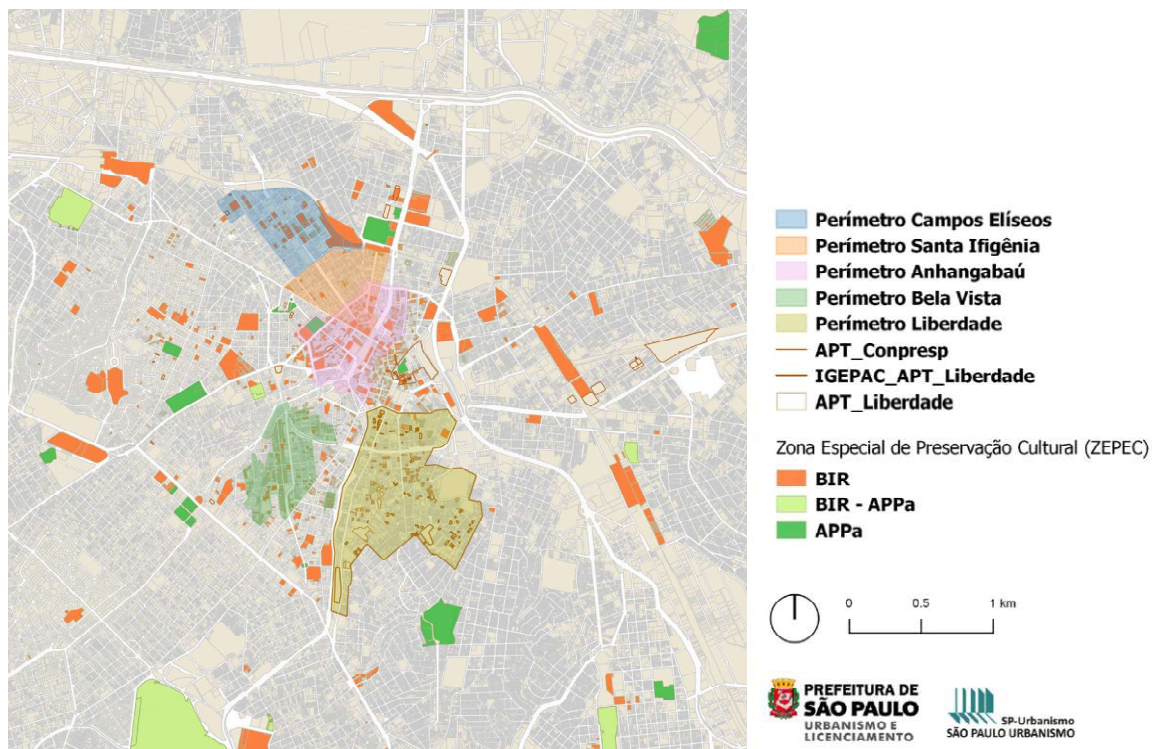 Perímetro Campos Elíseos
Perímetro Santa Ifigênia
Perímetro Anhangabaú
Perímetro Bela Vista
Perímetro Liberdade
APT_Conpresp
IGEPAC_APT_Liberdade
APT_Liberdade
Zona Especial de Preservação Cultural (ZEPEC)
BIR
BIR - APPa
APPa
0 0.5 1 km
PREFEITURA DE
SÃO PAULO
URBANISMO E
LICENCIAMENTO
SP-Urbanismo
SÃO PAULO URBANISMO